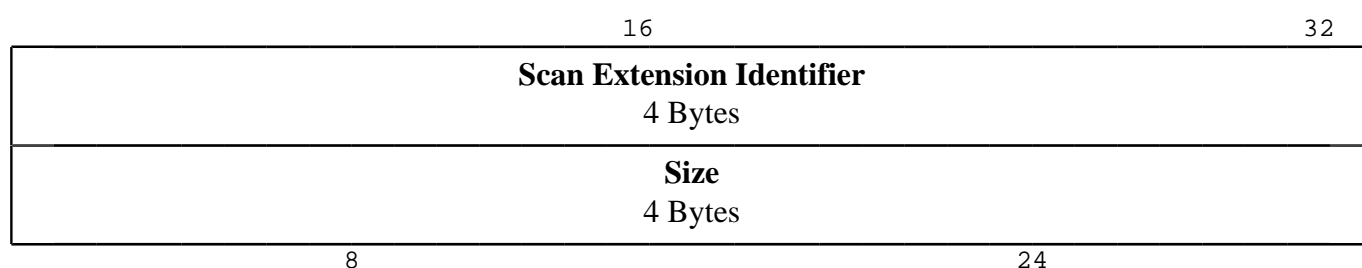 16 32
Scan Extension Identifier
4 Bytes
Size
4 Bytes
8 24